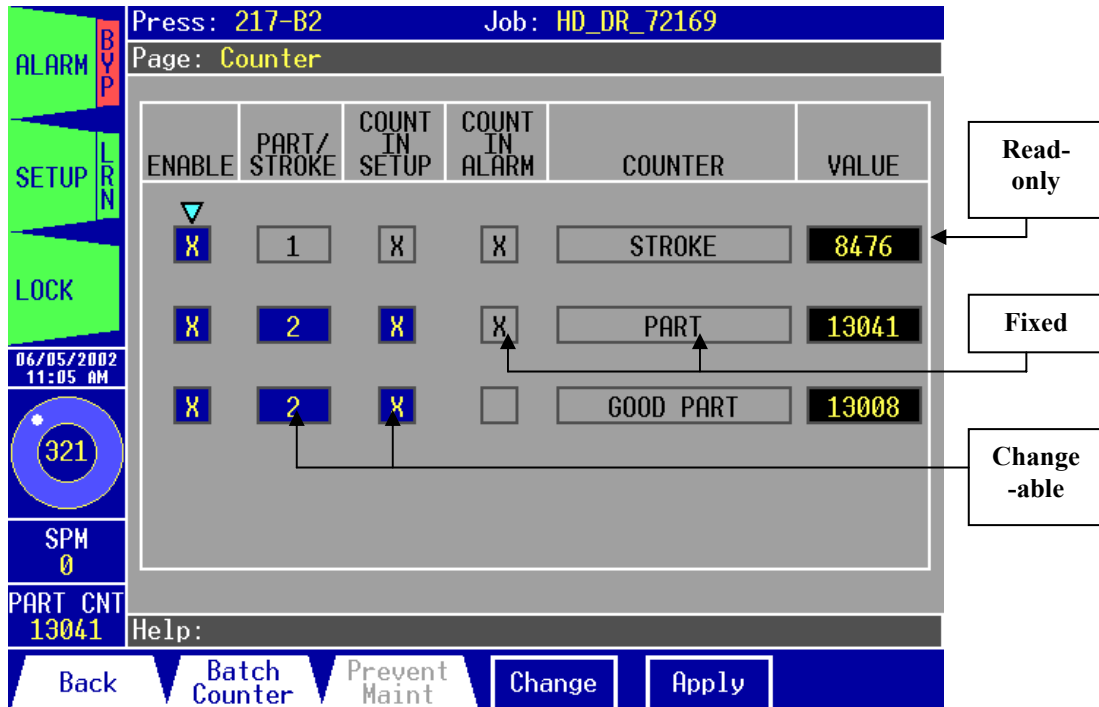 Press: 217-B2 Job: HD_DR_72169
Page: Counter
ALARM BYP
SETUP LRN
LOCK
06/05/2002
11:05 AM
321
SPM
0
PART CNT
13041
ENABLE PART/STROKE COUNT IN SETUP COUNT IN ALARM COUNTER VALUE
X 1 X X STROKE 8476
X 2 X X PART 13041
X 2 X GOOD PART 13008
Read-
only
Fixed
Change
-able
Help:
Back Batch Counter Prevent Maint Change Apply